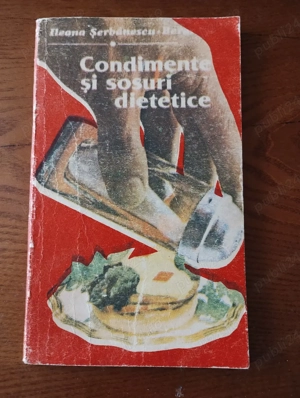 Ileana Şerbănescu-
Condimente
şi sosuri
dietetice